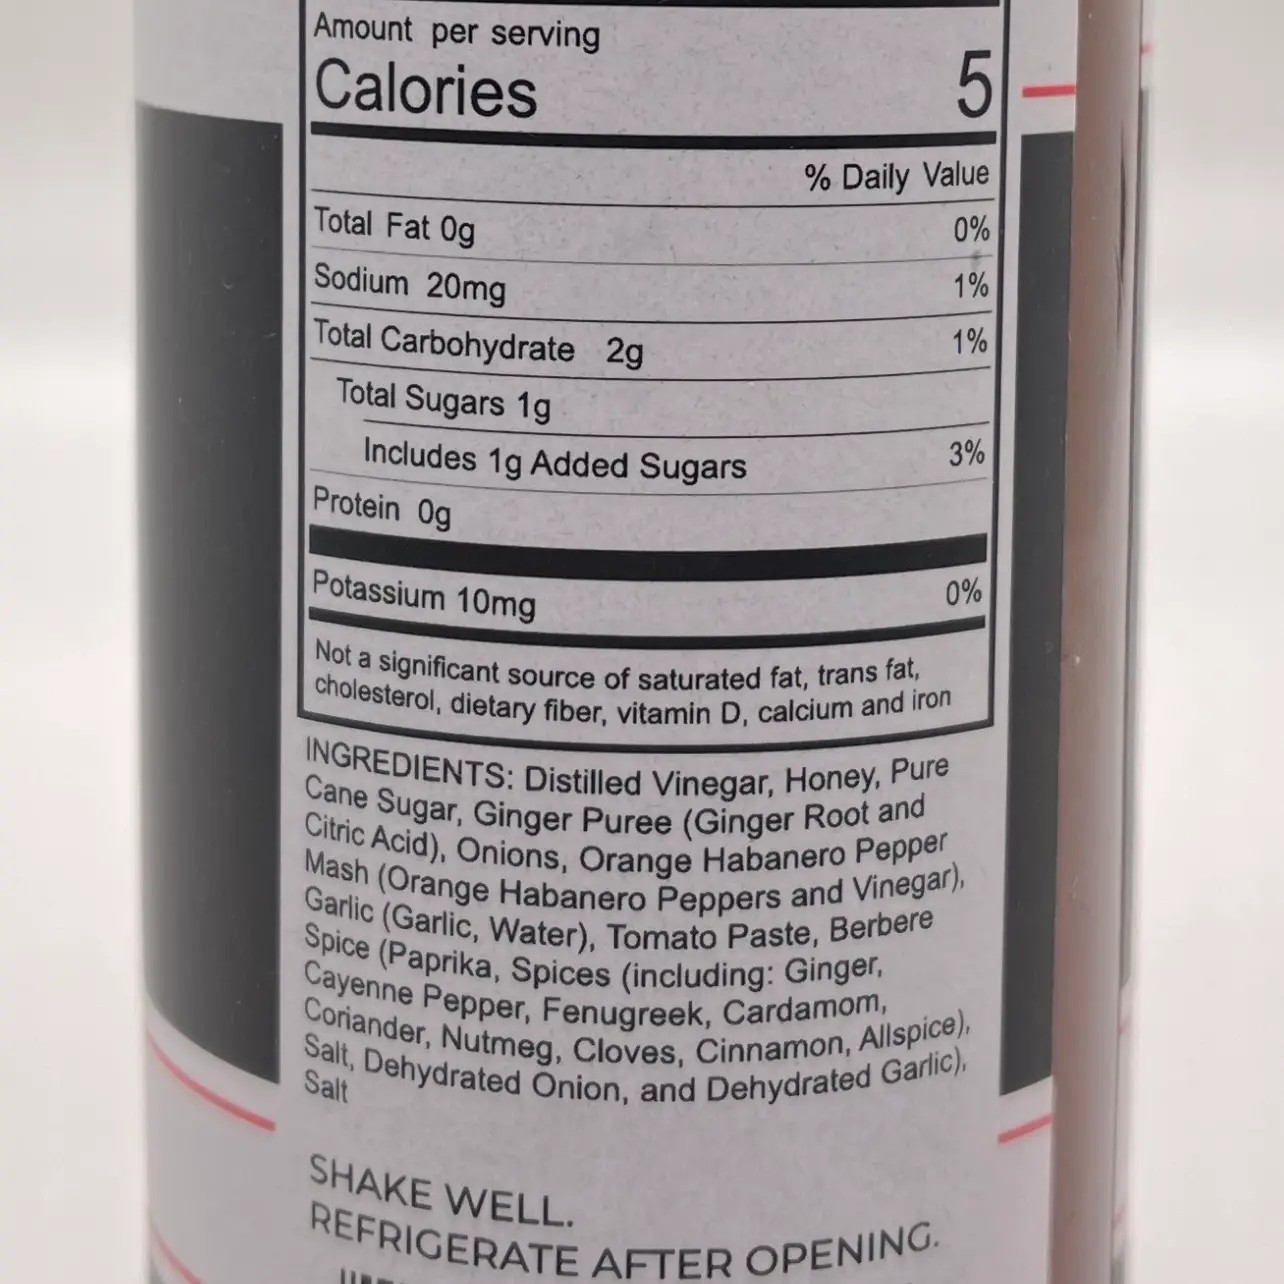 Amount per serving
Calories 5
% Daily Value
Total Fat 0g 0%
Sodium 20mg 1%
Total Carbohydrate 2g 1%
Total Sugars 1g
Includes 1g Added Sugars 3%
Protein 0g
Potassium 10mg 0%
Not a significant source of saturated fat, trans fat,
cholesterol, dietary fiber, vitamin D, calcium and iron
INGREDIENTS: Distilled Vinegar, Honey, Pure
Cane Sugar, Ginger Puree (Ginger Root and
Citric Acid), Onions, Orange Habanero Pepper
Mash (Orange Habanero Peppers and Vinegar),
Garlic (Garlic, Water), Tomato Paste, Berbere
Spice (Paprika, Spices (including: Ginger,
Cayenne Pepper, Fenugreek, Cardamom,
Coriander, Nutmeg, Cloves, Cinnamon, Allspice),
Salt, Dehydrated Onion, and Dehydrated Garlic),
Salt
SHAKE WELL.
REFRIGERATE AFTER OPENING.